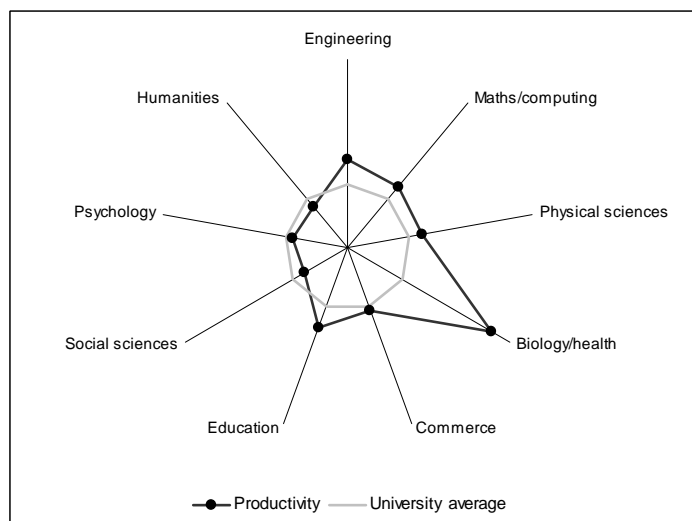 Engineering
Humanities
Maths/computing
Psychology
Physical sciences
Social sciences
Biology/health
Education
Commerce
Productivity
University average